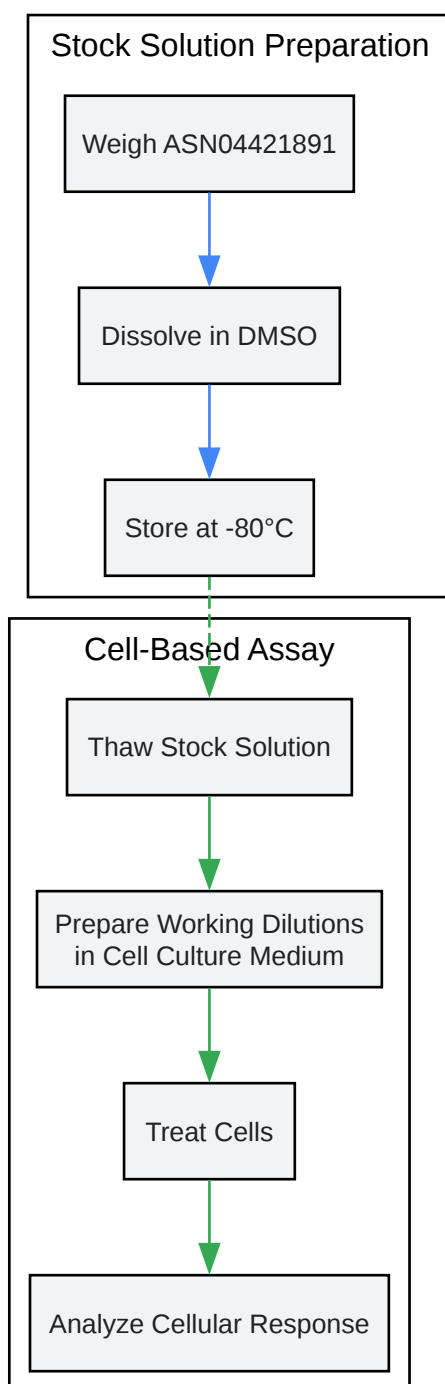 Stock Solution Preparation
Weigh ASN04421891
Dissolve in DMSO
Store at -80°C
Cell-Based Assay
Thaw Stock Solution
Prepare Working Dilutions
in Cell Culture Medium
Treat Cells
Analyze Cellular Response